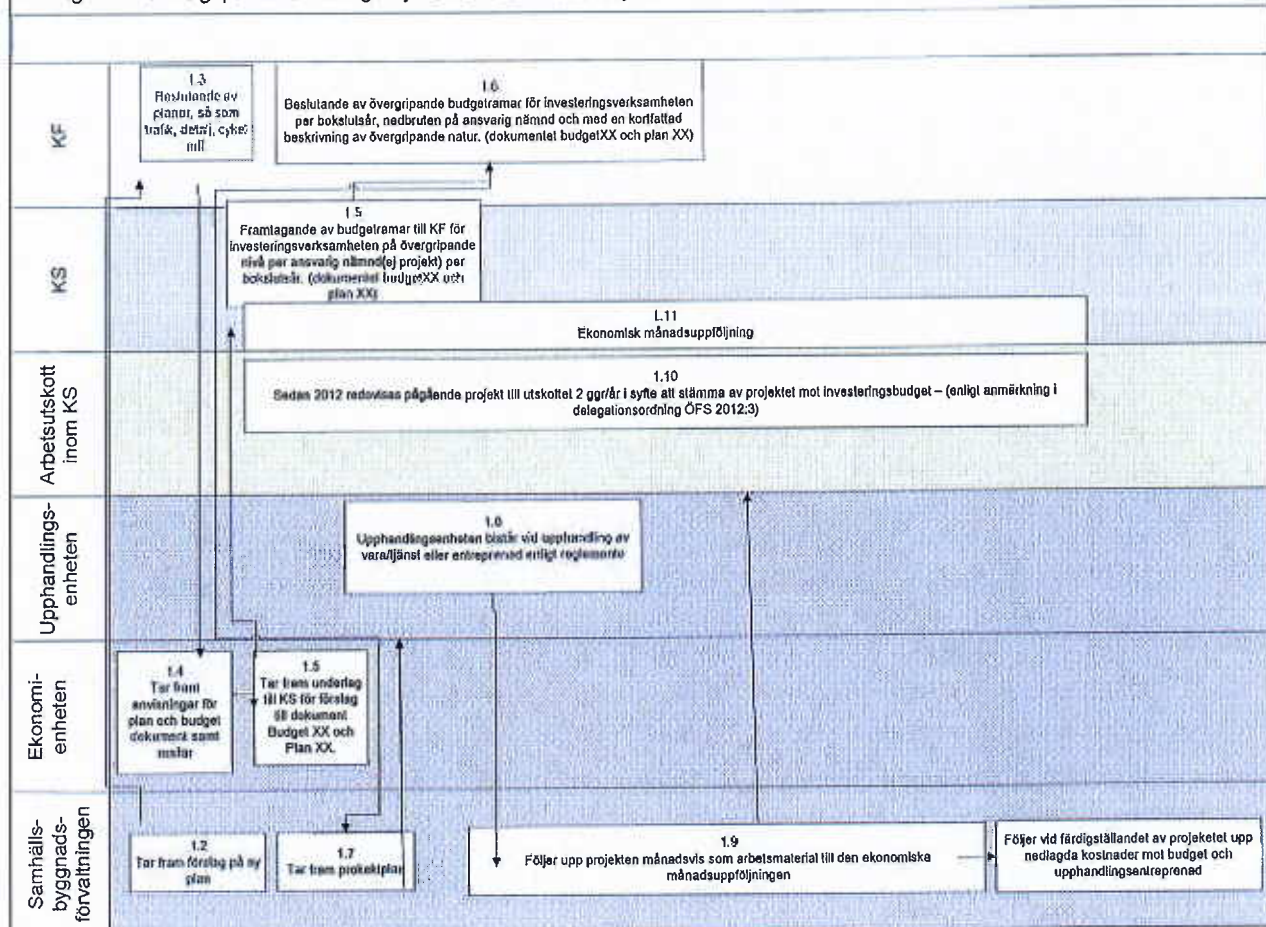 KF
1.3
Beslutande av
planer, så som
trafik, detalj, cykel
mfl
1.6
Beslutande av övergripande budgetramar för investeringsverksamheten
per bokslutsår, nedbruten på ansvarig nämnd och med en kortfattad
beskrivning av övergripande natur. (dokumentet budgetXX och plan XX)
KS
1.5
Framtagande av budgetramar till KF för
investeringsverksamheten på övergripande
nivå per ansvarig nämnd(ej projekt) per
bokslutsår. (dokumentet budgetXX och
plan XX)
1.11
Ekonomisk månadsuppföljning
Arbetsutskott
inom KS
1.10
Sedan 2012 redovisas pågående projekt till utskottet 2 ggr/år i syfte att stämma av projektet mot investeringsbudget – (enligt anmärkning i
delegationsordning ÖFS 2012:3)
Upphandlings-
enheten
1.8
Upphandlingsenheten bistår vid upphandling av
vara/tjänst eller entreprenad enligt reglemente
Ekonomi-
enheten
1.4
Tar fram
anvisningar för
plan och budget
dokument samt
mallar
1.5
Tar fram underlag
till KS för förslag
till dokument
Budget XX och
Plan XX.
Samhälls-
byggnads-
förvaltningen
1.2
Tar fram förslag på ny
plan
1.7
Tar fram projektplan
1.9
Följer upp projekten månadsvis som arbetsmaterial till den ekonomiska
månadsuppföljningen
Följer vid färdigställandet av projeketet upp
nedlagda kostnader mot budget och
upphandlingsentreprenad